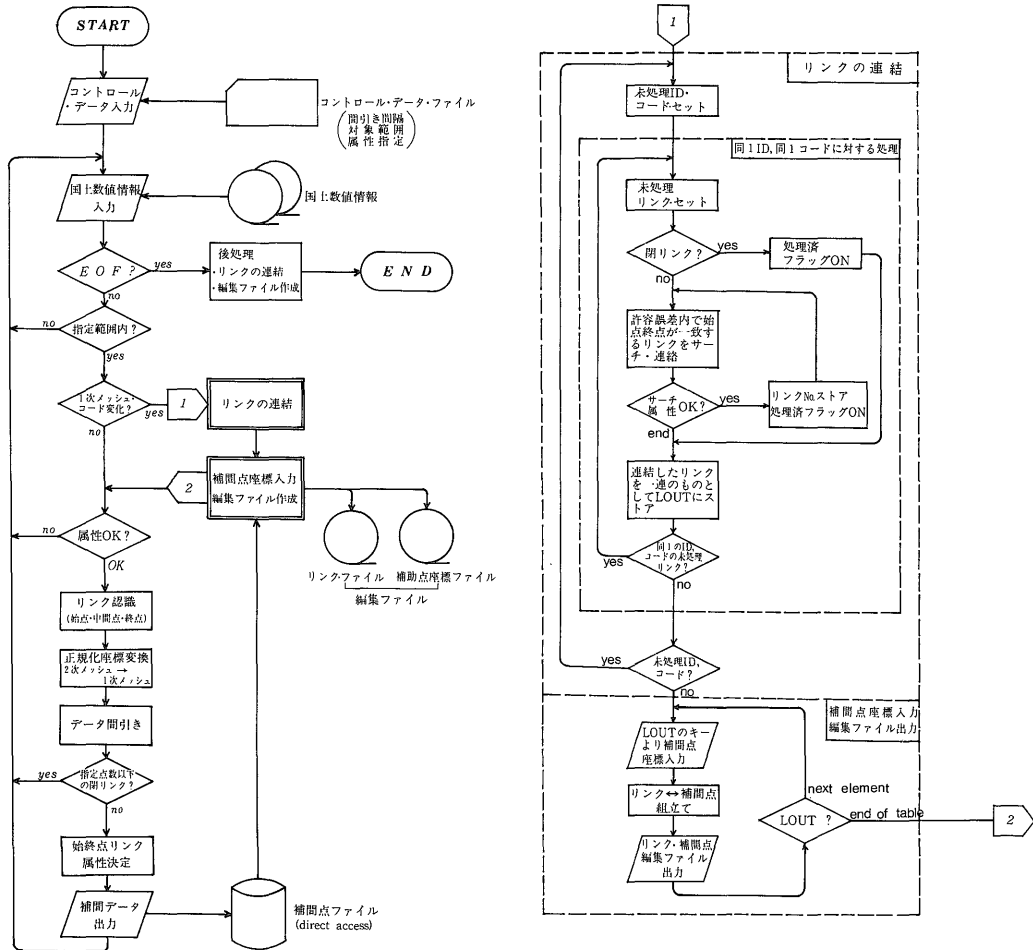 START
コントロール
・データ入力
コントロール・データ・ファイル
間引き間隔
対象範囲
属性指定
国土数値情報
入力
国土数値情報
EOF?
yes
no
後処理
・リンクの連結
・編集ファイル作成
END
指定範囲内?
no
yes
1次メッシュ・
コード変化?
yes
no
1
リンクの連結
2
補間点座標入力
編集ファイル作成
リンク・ファイル
補助点座標ファイル
編集ファイル
属性OK?
no
OK
リンク認識
(始点・中間点・終点)
正規化座標変換
2次メッシュ→
1次メッシュ
データ間引き
指定点数以下
の閉リンク?
yes
no
始終点リンク
属性決定
補間データ
出力
補間点ファイル
(direct access)
1
リンクの連結
未処理ID・
コード・セット
同1ID,同1コードに対する処理
未処理
リンク・セット
閉リンク?
yes
no
処理済
フラッグON
許容誤差内で始
点終点が一致す
るリンクをサー
チ・連絡
サーチ
属性OK?
yes
end
リンクNo.ストア
処理済フラッグON
連結したリンク
を一連のものと
してLOUTにス
トア
同1のID,
コードの未処理
リンク?
yes
no
未処理ID,
コード?
yes
no
補間点座標入力
編集ファイル出力
LOUTのキー
より補間点
座標入力
リンク↔補間点
組立て
リンク・補間点
編集ファイル
出力
next element
LOUT ?
end of table
2